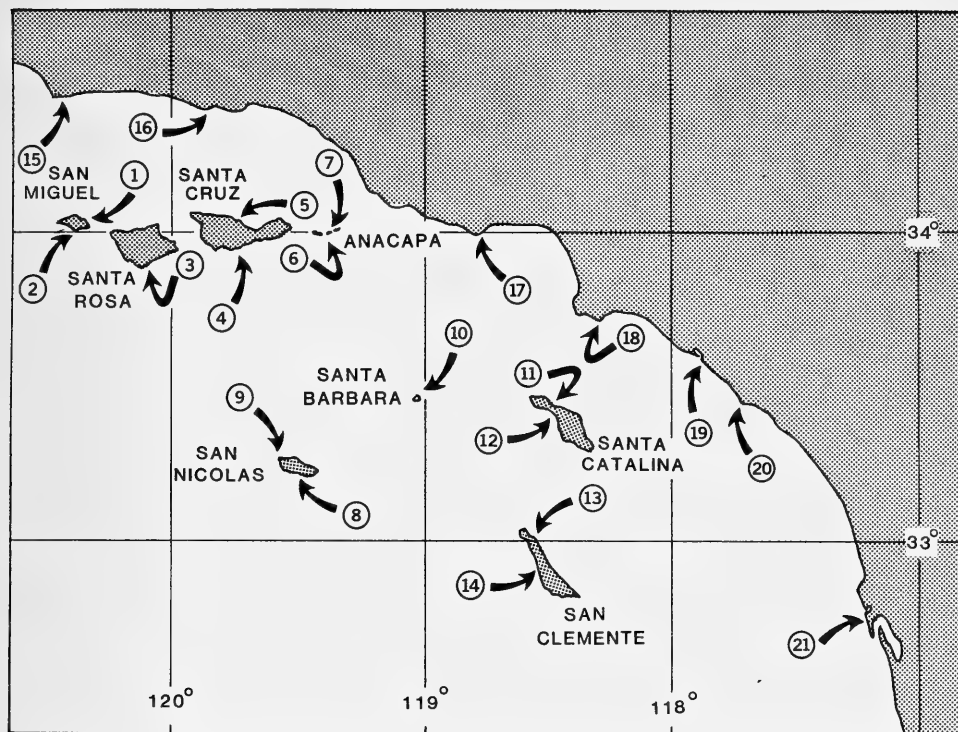 16
7
15
SAN
MIGUEL
1
SANTA
CRUZ
5
ANACAPA
34°
2
SANTA
ROSA
3
4
6
17
10
18
9
SANTA
BARBARA
11
12
SANTA
CATALINA
19
20
SAN
NICOLAS
8
13
33°
14
SAN
CLEMENTE
21
120°
119°
118°